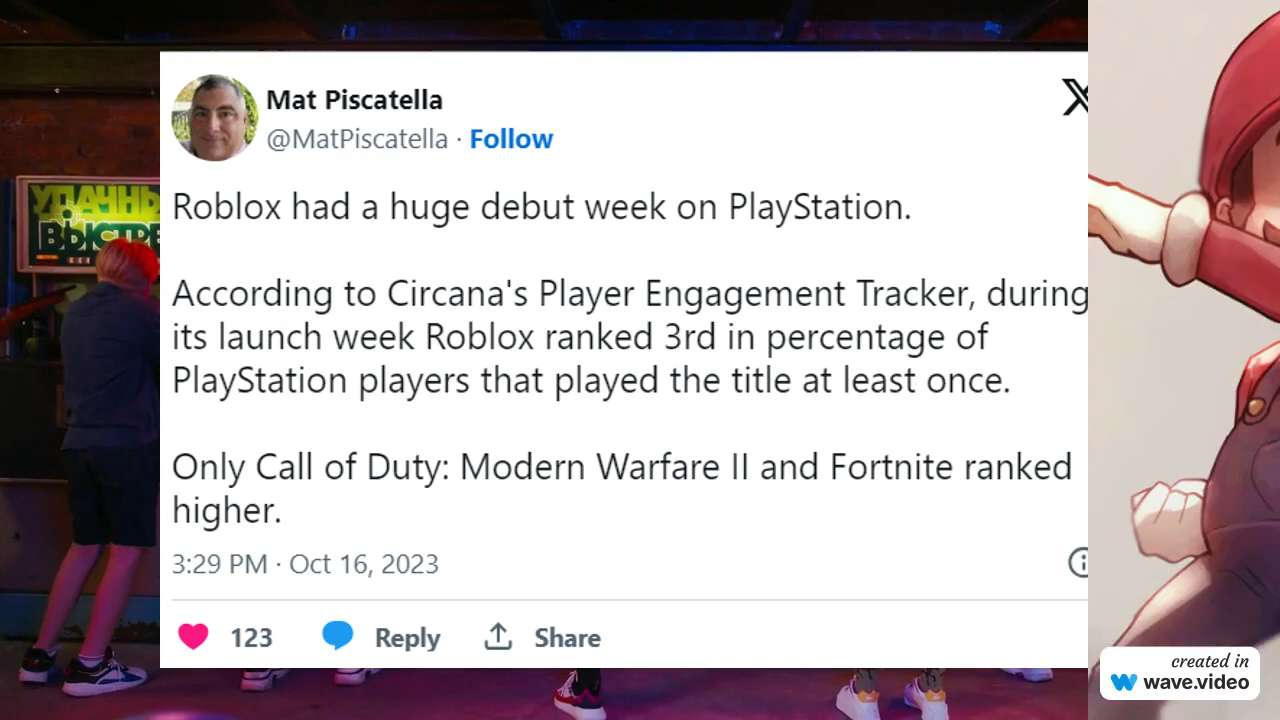 Mat Piscatella
@MatPiscatella · Follow
Roblox had a huge debut week on PlayStation.
According to Circana's Player Engagement Tracker, during
its launch week Roblox ranked 3rd in percentage of
PlayStation players that played the title at least once.
Only Call of Duty: Modern Warfare II and Fortnite ranked
higher.
3:29 PM · Oct 16, 2023
123 Reply Share
УДАЧНЫ
ВЫСТРЕ
created in
wave.video